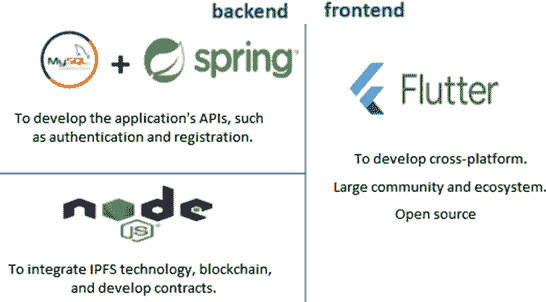 backend
frontend
MySQL
+
spring
To develop the application's APIs, such
as authentication and registration.
node
JS
To integrate IPFS technology, blockchain,
and develop contracts.
Flutter
To develop cross-platform.
Large community and ecosystem.
Open source